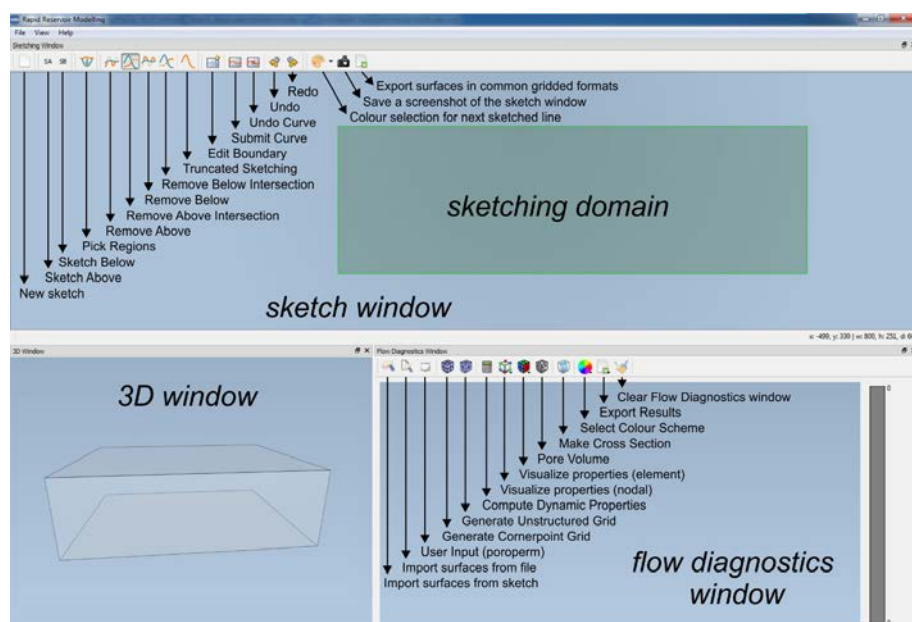 Rapid Reservoir Modelling
File View Help
Sketching Window
SA SB
Export surfaces in common gridded formats
Redo
Save a screenshot of the sketch window
Undo
Colour selection for next sketched line
Undo Curve
Submit Curve
Edit Boundary
Truncated Sketching
Remove Below Intersection
Remove Below
Remove Above Intersection
Remove Above
Pick Regions
Sketch Below
Sketch Above
New sketch
sketching domain
sketch window
3D Window
3D window
Flow Diagnostics Window
0
Clear Flow Diagnostics window
Export Results
Select Colour Scheme
Make Cross Section
Pore Volume
Visualize properties (element)
Visualize properties (nodal)
Compute Dynamic Properties
Generate Unstructured Grid
Generate Cornerpoint Grid
User Input (poroperm)
Import surfaces from file
Import surfaces from sketch
flow diagnostics
window